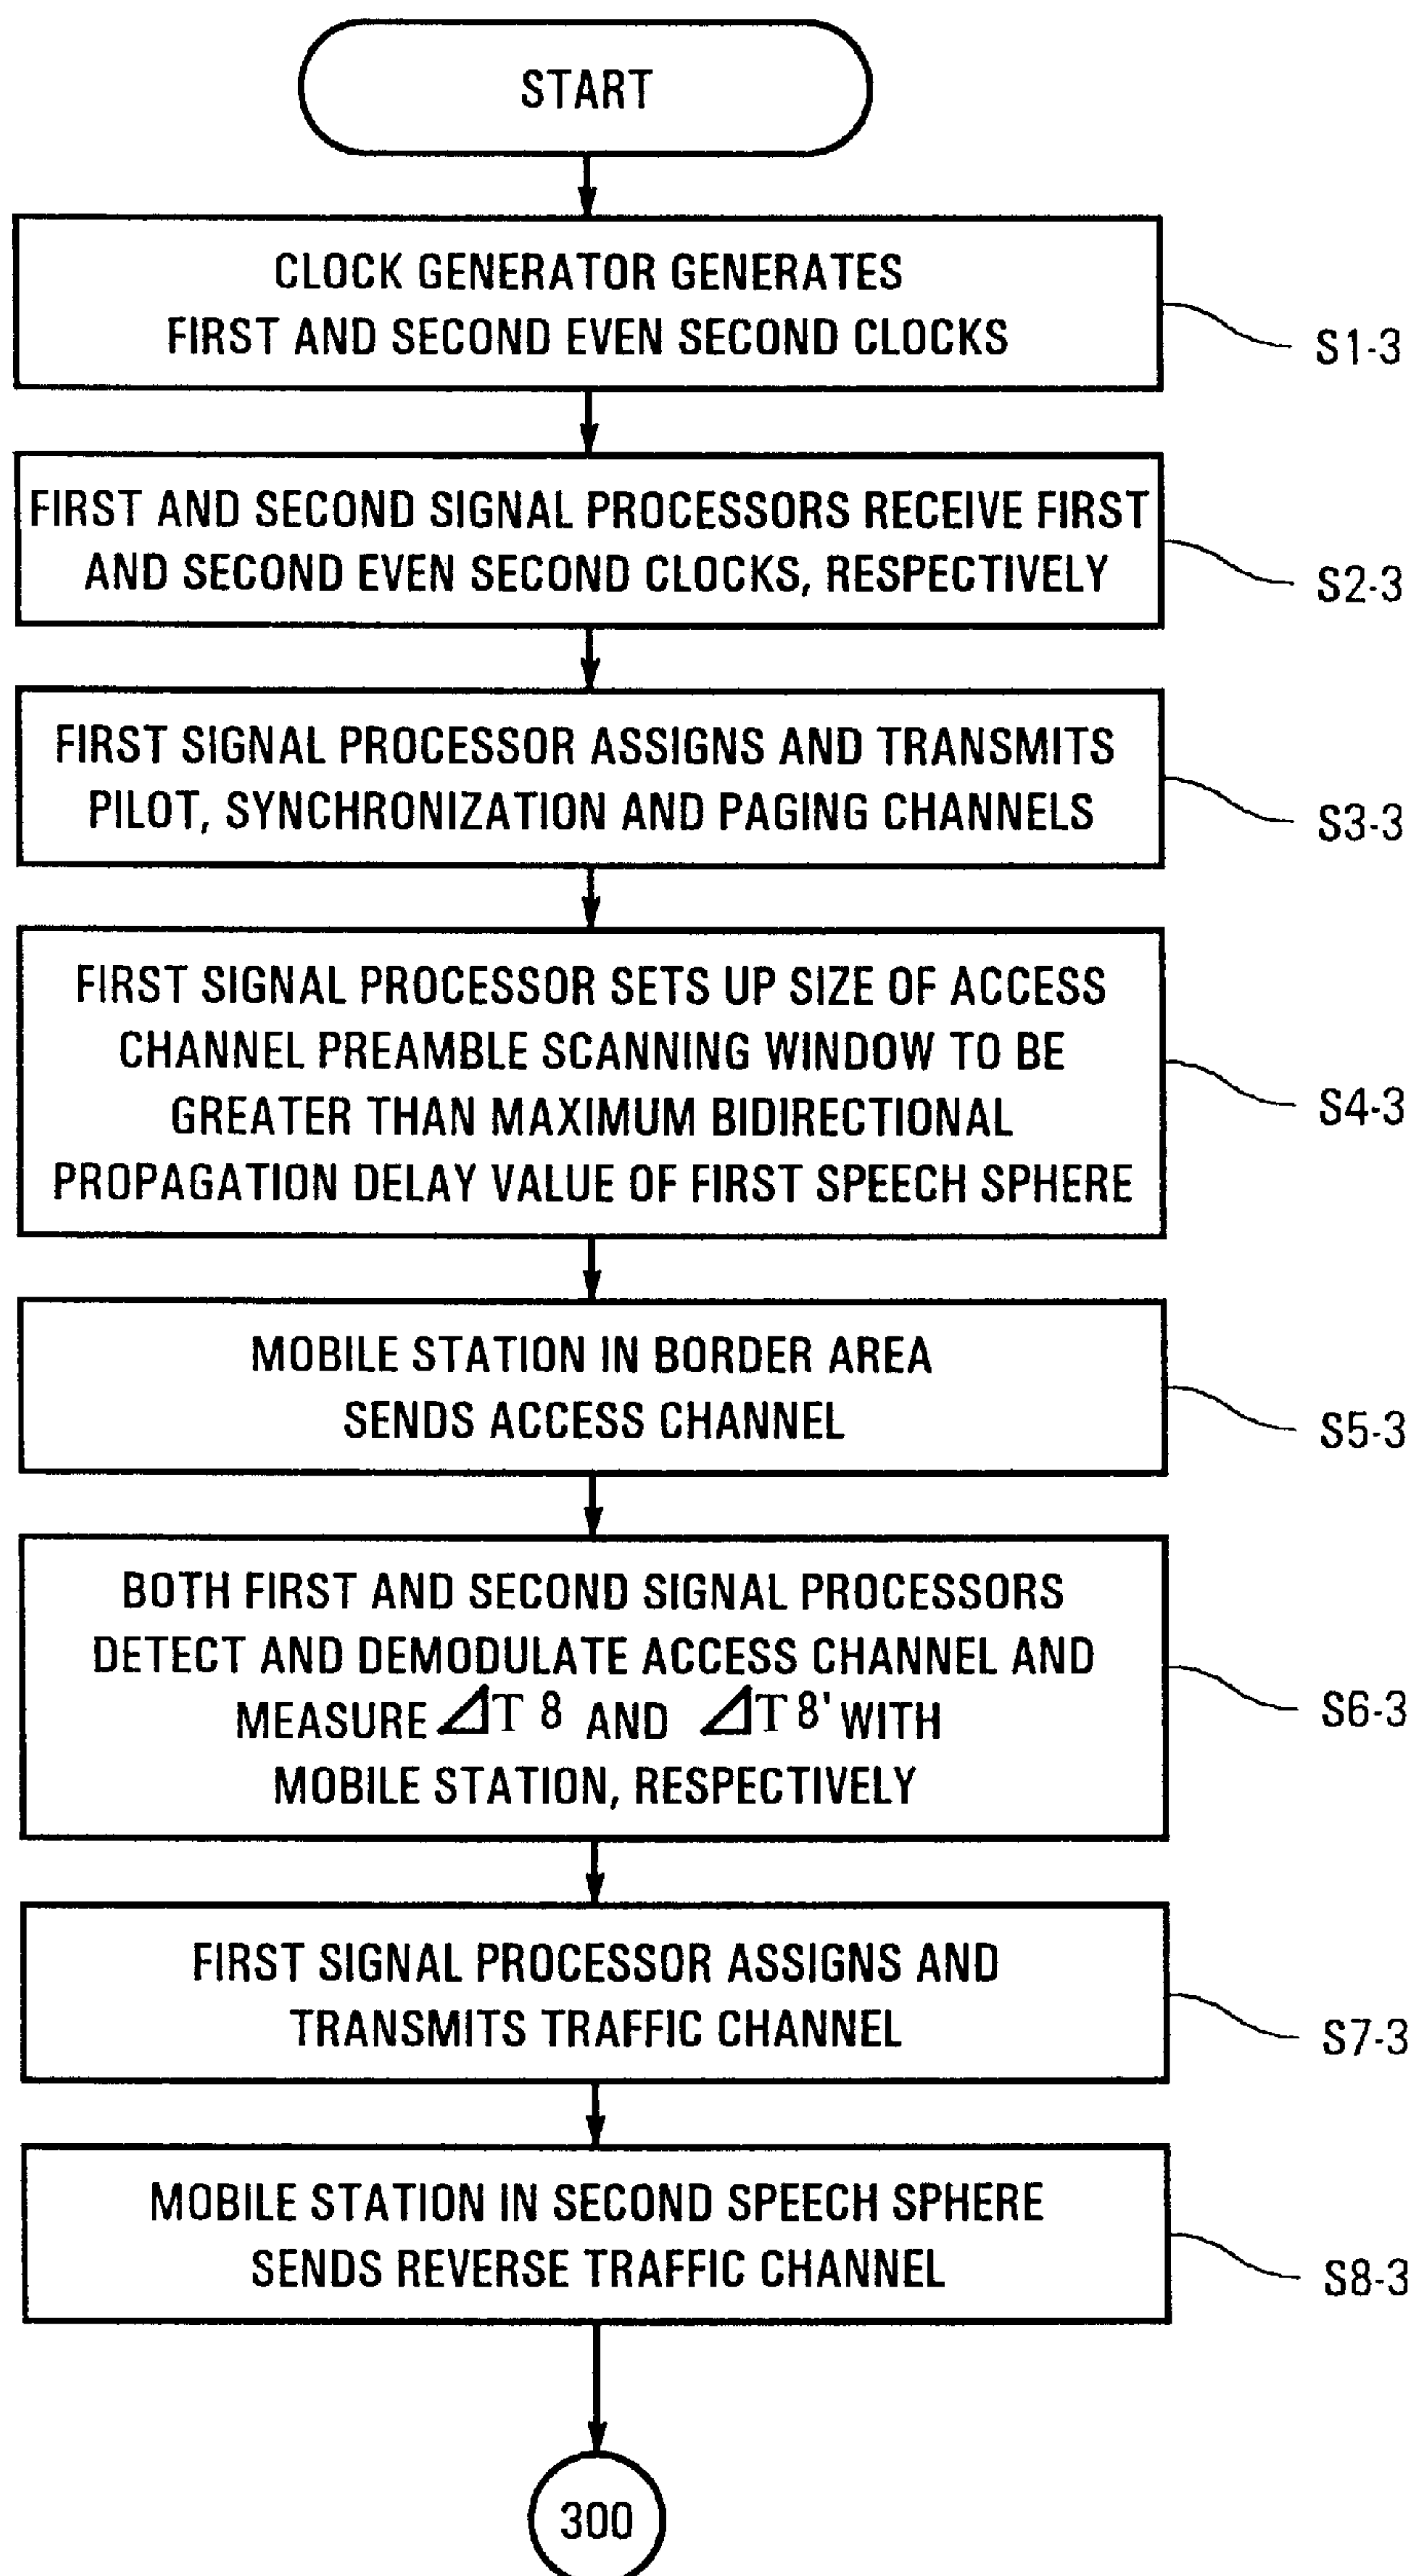 START
CLOCK GENERATOR GENERATES
FIRST AND SECOND EVEN SECOND CLOCKS
S1-3
FIRST AND SECOND SIGNAL PROCESSORS RECEIVE FIRST
AND SECOND EVEN SECOND CLOCKS, RESPECTIVELY
S2-3
FIRST SIGNAL PROCESSOR ASSIGNS AND TRANSMITS
PILOT, SYNCHRONIZATION AND PAGING CHANNELS
S3-3
FIRST SIGNAL PROCESSOR SETS UP SIZE OF ACCESS
CHANNEL PREAMBLE SCANNING WINDOW TO BE
GREATER THAN MAXIMUM BIDIRECTIONAL
PROPAGATION DELAY VALUE OF FIRST SPEECH SPHERE
S4-3
MOBILE STATION IN BORDER AREA
SENDS ACCESS CHANNEL
S5-3
BOTH FIRST AND SECOND SIGNAL PROCESSORS
DETECT AND DEMODULATE ACCESS CHANNEL AND
MEASURE ⊿T 8 AND ⊿T 8' WITH
MOBILE STATION, RESPECTIVELY
S6-3
FIRST SIGNAL PROCESSOR ASSIGNS AND
TRANSMITS TRAFFIC CHANNEL
S7-3
MOBILE STATION IN SECOND SPEECH SPHERE
SENDS REVERSE TRAFFIC CHANNEL
S8-3
300